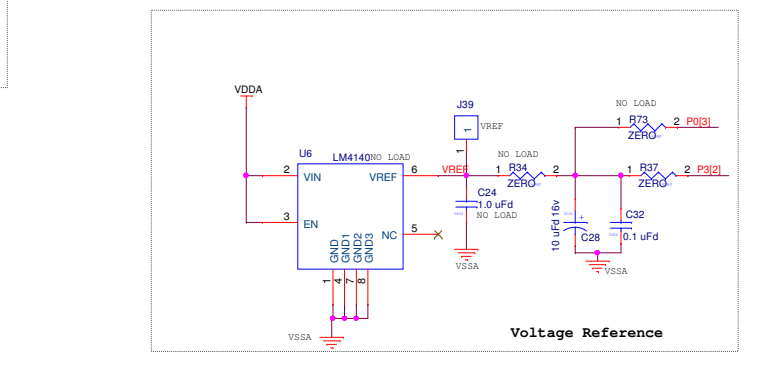 NO LOAD
J39
R73
1
2
P0[3]
VDDA
1
VREF
ZERO
NO LOAD
U6
LM4140
NO LOAD
1
R34
2
1
R37
2
P3[2]
2
VIN
VREF
6
VREF
ZERO
ZERO
C24
1.0 uFd
NO LOAD
3
EN
10 uFd 16v
+
C28
C32
0.1 uFd
NC
5
GND
GND1
GND2
GND3
VSSA
VSSA
1
4
7
8
VSSA
Voltage Reference